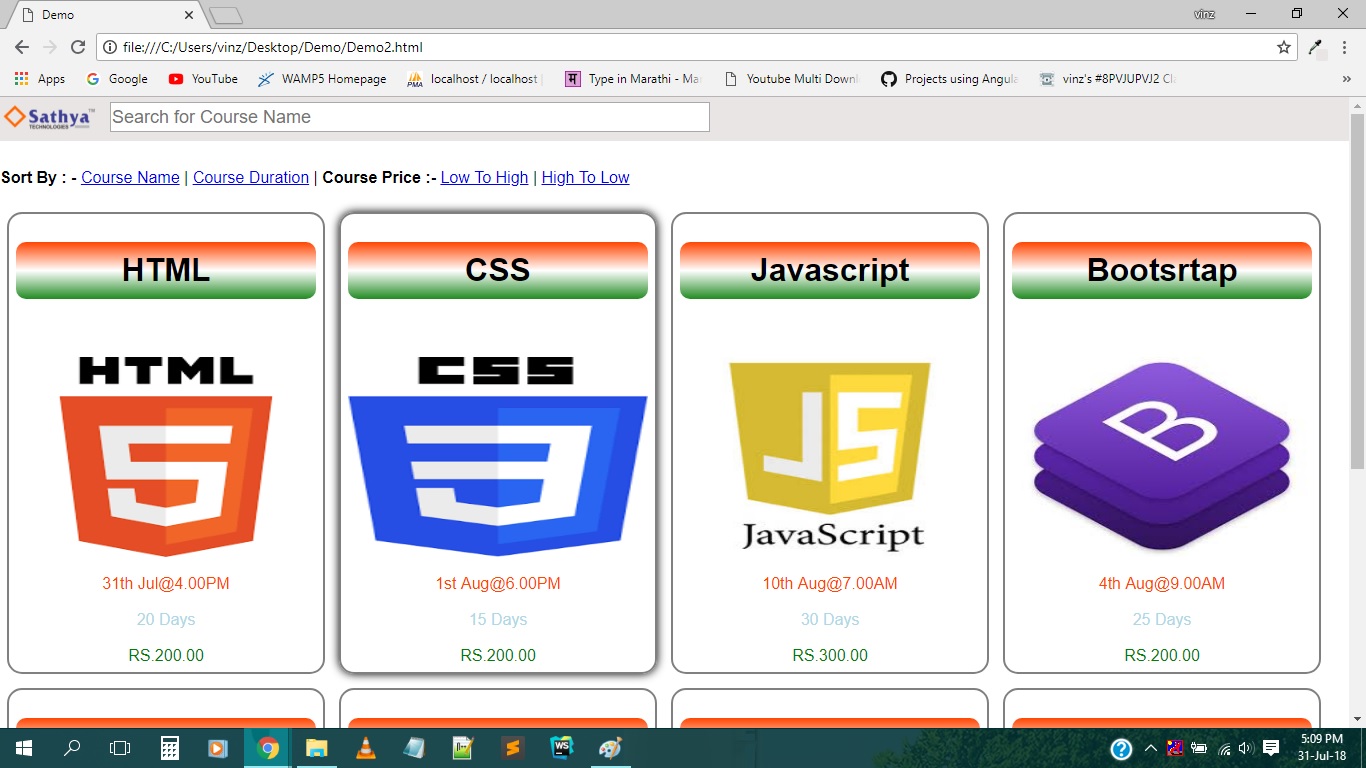 Demo
vinz
file:///C:/Users/vinz/Desktop/Demo/Demo2.html
Apps Google YouTube WAMP5 Homepage localhost / localhost | Type in Marathi - Ma Youtube Multi Down Projects using Angula vinz's #8PVJUPVJ2 Cl »
Sathya TM Search for Course Name
TECHNOLOGIES
Sort By : - Course Name | Course Duration | Course Price :- Low To High | High To Low
HTML CSS Javascript Bootsrtap
HTML CSS JS B
5 3 JavaScript
31th Jul@4.00PM 1st Aug@6.00PM 10th Aug@7.00AM 4th Aug@9.00AM
20 Days 15 Days 30 Days 25 Days
RS.200.00 RS.200.00 RS.300.00 RS.200.00
WS 5:09 PM
31-Jul-18